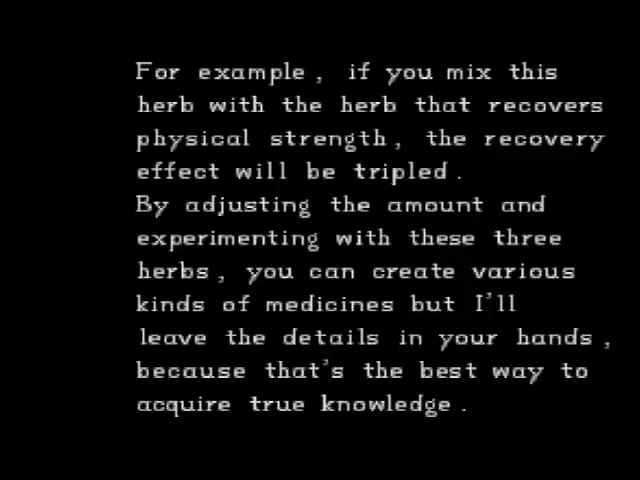 For example, if you mix this
herb with the herb that recovers
physical strength, the recovery
effect will be tripled.
By adjusting the amount and
experimenting with these three
herbs, you can create various
kinds of medicines but I'll
leave the details in your hands,
because that's the best way to
acquire true knowledge.